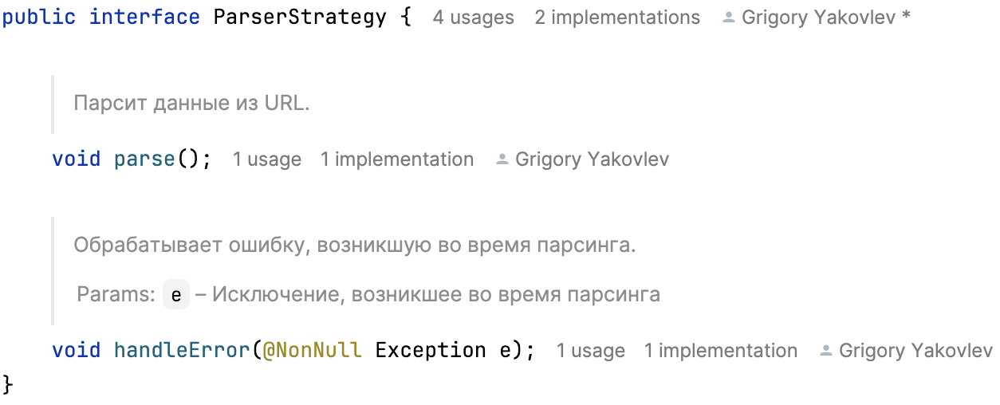 public interface ParserStrategy { 4 usages 2 implementations Grigory Yakovlev *
Парсит данные из URL.
void parse(); 1 usage 1 implementation Grigory Yakovlev
Обрабатывает ошибку, возникшую во время парсинга.
Params: e – Исключение, возникшее во время парсинга
void handleError(@NonNull Exception e); 1 usage 1 implementation Grigory Yakovlev
}